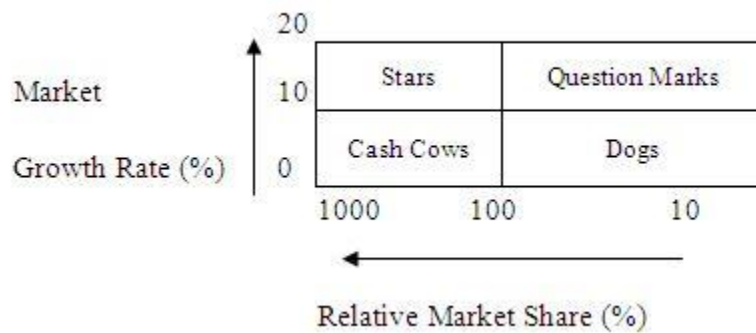 20
Stars Question Marks
Market 10
Cash Cows Dogs
Growth Rate (%) 0
1000 100 10
Relative Market Share (%)